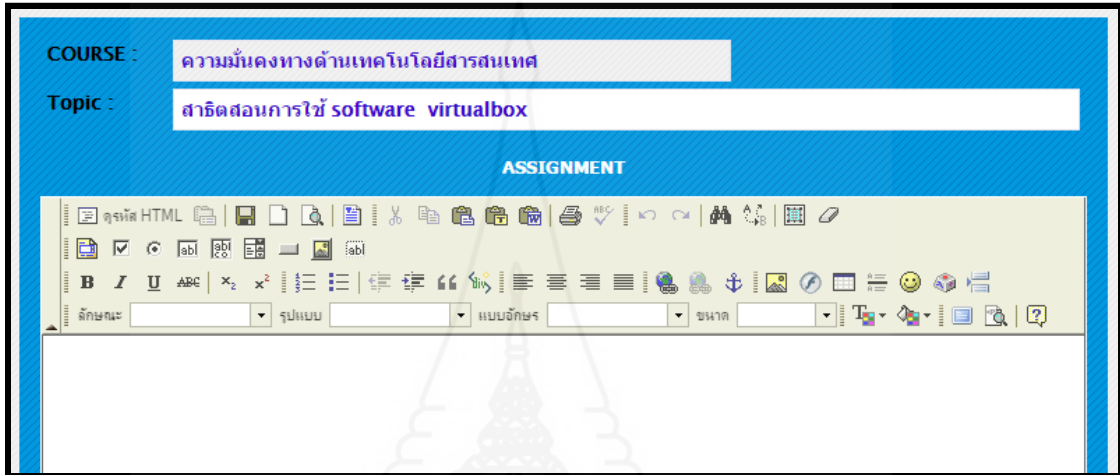 COURSE : ความมั่นคงทางด้านเทคโนโลยีสารสนเทศ
Topic : สาธิตสอนการใช้ software virtualbox
ASSIGNMENT
ดูรหัส HTML
B I U ABC x₂ x²
ลักษณะ รูปแบบ แบบอักษร ขนาด